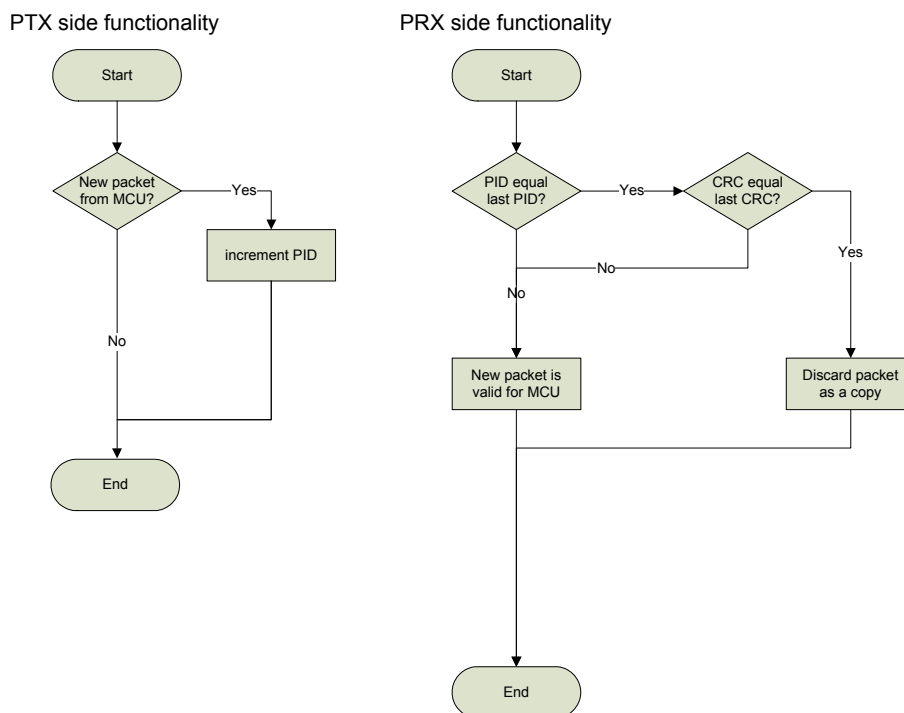 PTX side functionality
PRX side functionality
Start
New packet
from MCU?
Yes
increment PID
No
End
Start
PID equal
last PID?
Yes
CRC equal
last CRC?
No
Yes
No
New packet is
valid for MCU
Discard packet
as a copy
End